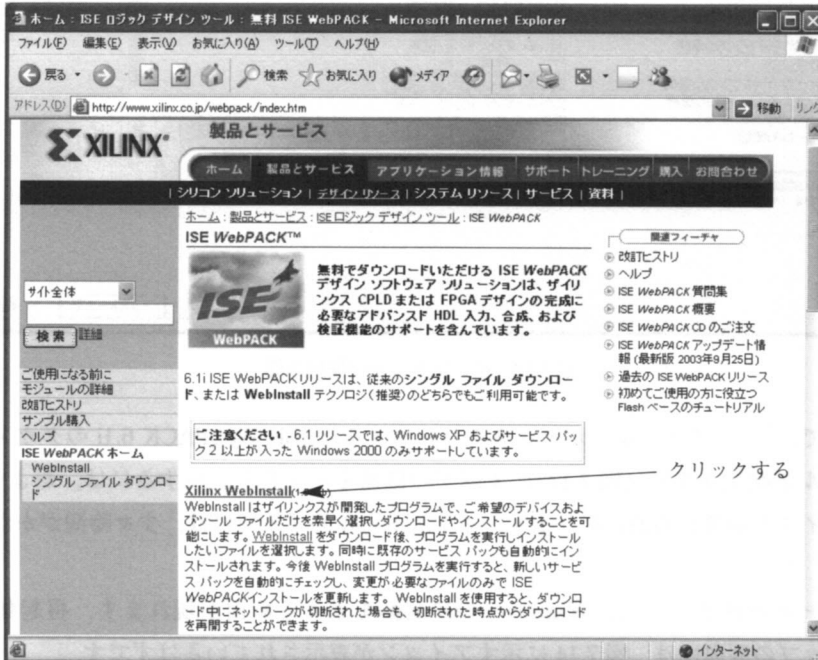 ホーム : ISE ロジック デザイン ツール : 無料 ISE WebPACK - Microsoft Internet Explorer
ファイル(F) 編集(E) 表示(V) お気に入り(A) ツール(T) ヘルプ(H)
戻る 検索 お気に入り メディア
アドレス(D) http://www.xilinx.co.jp/webpack/index.htm 移動 リンク
XILINX® 製品とサービス
ホーム 製品とサービス アプリケーション情報 サポート トレーニング 購入 お問合わせ
| シリコン ソリューション | デザイン リソース | システム リソース | サービス | 資料 |
ホーム : 製品とサービス : ISE ロジック デザイン ツール : ISE WebPACK
ISE WebPACK™
ISE
WebPACK
無料でダウンロードいただける ISE WebPACK
デザイン ソフトウェア ソリューションは、ザイリ
ンクス CPLD または FPGA デザインの完成に
必要なアドバンスド HDL 入力、合成、および
検証機能のサポートを含んでいます。
関連フィーチャ
改訂ヒストリ
ヘルプ
ISE WebPACK 質問集
ISE WebPACK 概要
ISE WebPACK CD のご注文
ISE WebPACK アップデート情
報 (最新版 2003年9月25日)
過去の ISE WebPACK リリース
初めてご使用の方に役立つ
Flash ベースのチュートリアル
サイト全体
検索 詳細
ご使用になる前に
モジュールの詳細
改訂ヒストリ
サンプル購入
ヘルプ
ISE WebPACK ホーム
WebInstall
シングル ファイル ダウンロー
ド
6.1i ISE WebPACKリリースは、従来のシングル ファイル ダウンロー
ド、または WebInstall テクノロジ(推奨)のどちらでもご利用可能です。
ご注意ください - 6.1 リリースでは、Windows XP およびサービス パッ
ク 2 以上が入った Windows 2000 のみサポートしています。
クリックする
Xilinx WebInstall
WebInstall はザイリンクスが開発したプログラムで、ご希望のデバイスおよ
びツール ファイルだけを素早く選択しダウンロードやインストールすることを可
能にします。WebInstall をダウンロード後、プログラムを実行しインストール
したいファイルを選択します。同時に既存のサービス パックも自動的にイン
ストールされます。今後 WebInstall プログラムを実行すると、新しいサービ
ス パックを自動的にチェックし、変更が必要なファイルのみで ISE
WebPACKインストールを更新します。WebInstall を使用すると、ダウンロ
ード中にネットワークが切断された場合も、切断された時点からダウンロード
を再開することができます。
インターネット